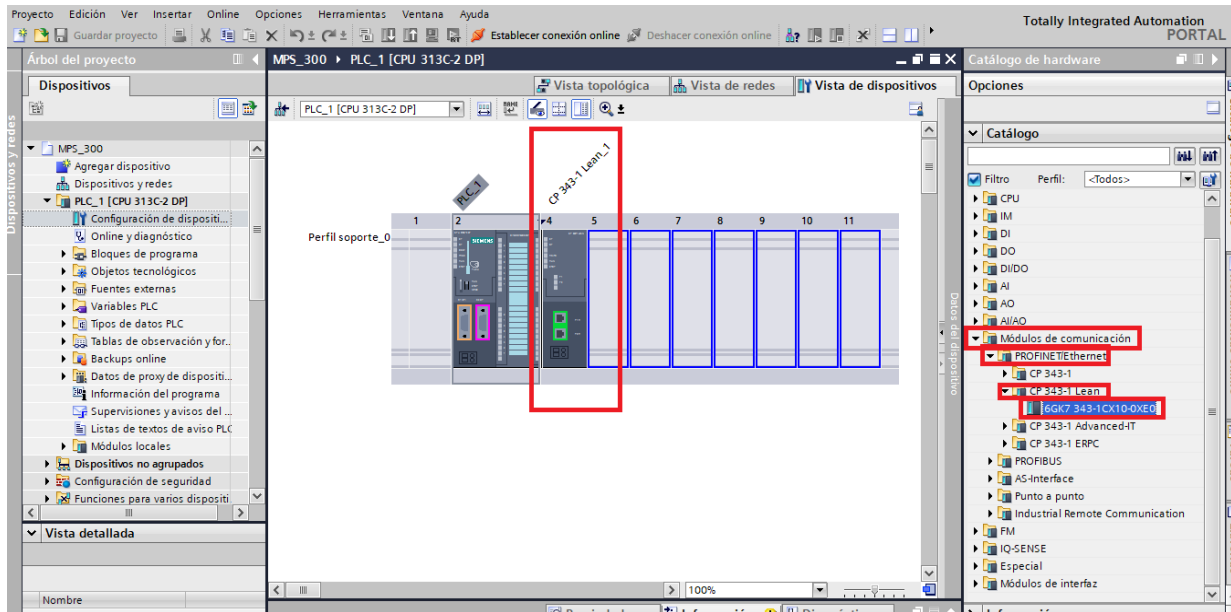 Proyecto Edición Ver Insertar Online Opciones Herramientas Ventana Ayuda
Totally Integrated Automation
PORTAL
Guardar proyecto Establecer conexión online Deshacer conexión online
Árbol del proyecto
Dispositivos
Dispositivos y redes
MPS_300
Agregar dispositivo
Dispositivos y redes
PLC_1 [CPU 313C-2 DP]
Configuración de dispositi...
Online y diagnóstico
Bloques de programa
Objetos tecnológicos
Fuentes externas
Variables PLC
Tipos de datos PLC
Tablas de observación y for..
Backups online
Datos de proxy de dispositi...
Información del programa
Supervisiones y avisos del ...
Listas de textos de aviso PLC
Módulos locales
Dispositivos no agrupados
Configuración de seguridad
Funciones para varios dispositi.
Vista detallada
Nombre
MPS_300 PLC_1 [CPU 313C-2 DP]
Vista topológica Vista de redes Vista de dispositivos
PLC_1 [CPU 313C-2 DP]
PLC_1
CP 343-1 Lean_1
1 2 4 5 6 7 8 9 10 11
Perfil soporte_0
SIEMENS
Datos del dispositivo
100%
Catálogo de hardware
Opciones
Catálogo
Filtro Perfil: <Todos>
CPU
IM
DI
DO
DI/DO
AI
AO
AI/AO
Módulos de comunicación
PROFINET/Ethernet
CP 343-1
CP 343-1 Lean
6GK7 343-1CX10-0XE0
CP 343-1 Advanced-IT
CP 343-1 ERPC
PROFIBUS
AS-Interface
Punto a punto
Industrial Remote Communication
FM
IQ-SENSE
Especial
Módulos de interfaz